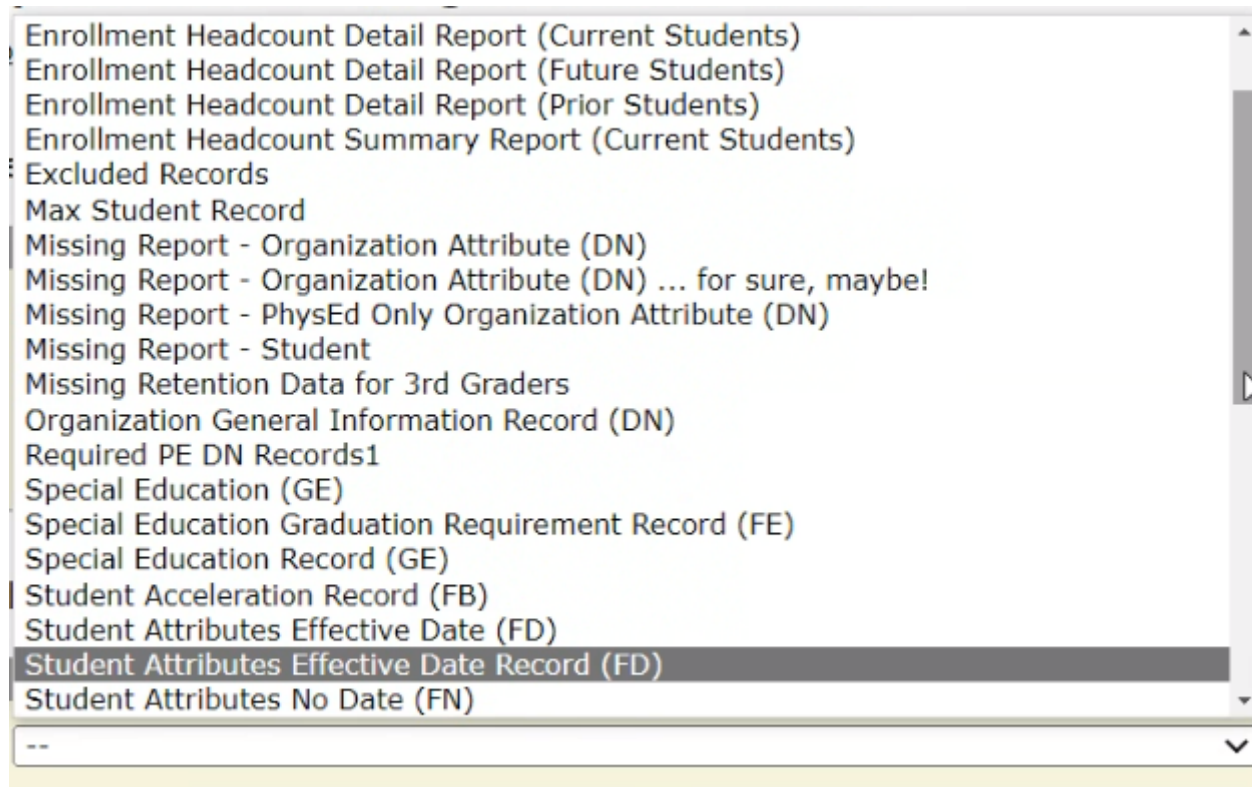 Enrollment Headcount Detail Report (Current Students)
Enrollment Headcount Detail Report (Future Students)
Enrollment Headcount Detail Report (Prior Students)
Enrollment Headcount Summary Report (Current Students)
Excluded Records
Max Student Record
Missing Report - Organization Attribute (DN)
Missing Report - Organization Attribute (DN) ... for sure, maybe!
Missing Report - PhysEd Only Organization Attribute (DN)
Missing Report - Student
Missing Retention Data for 3rd Graders
Organization General Information Record (DN)
Required PE DN Records1
Special Education (GE)
Special Education Graduation Requirement Record (FE)
Special Education Record (GE)
Student Acceleration Record (FB)
Student Attributes Effective Date (FD)
Student Attributes Effective Date Record (FD)
Student Attributes No Date (FN)
--